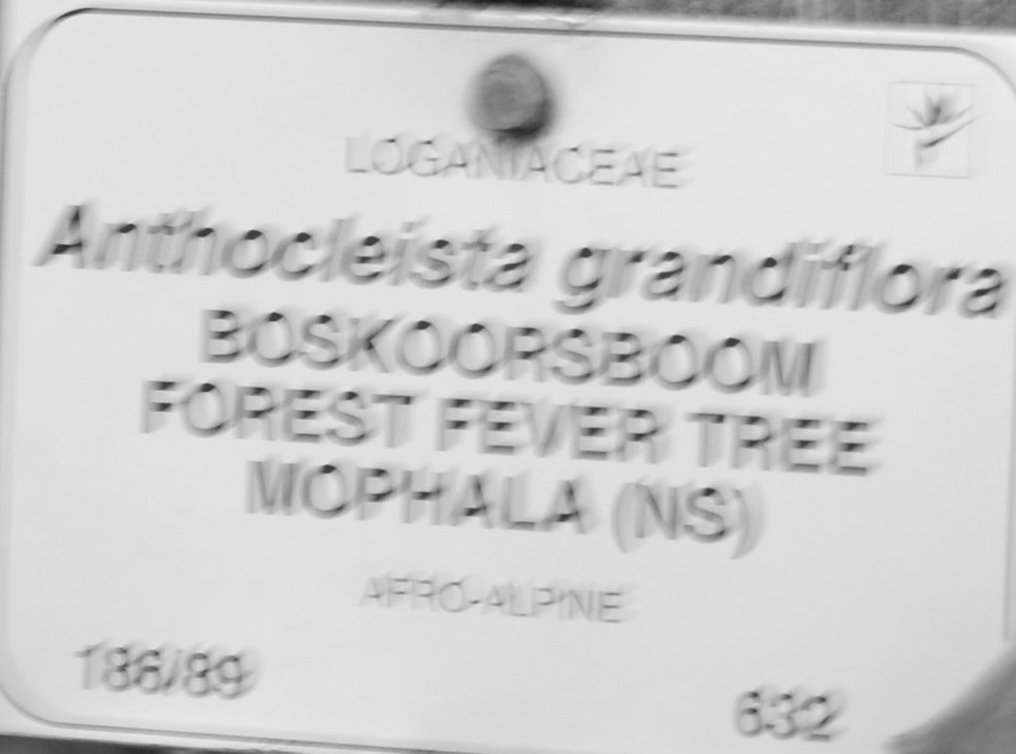 LOGANIACEAE
Anthocleista grandiflora
BOSKOORSBOOM
FOREST FEVER TREE
MOPHALA (NS)
AFRO-ALPINE
186/89
632